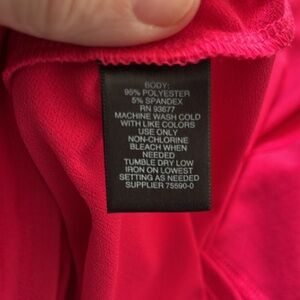 BODY:
95% POLYESTER
5% SPANDEX
RN 93677
MACHINE WASH COLD
WITH LIKE COLORS
USE ONLY
NON-CHLORINE
BLEACH WHEN
NEEDED
TUMBLE DRY LOW
IRON ON LOWEST
SETTING AS NEEDED
SUPPLIER 75590-0